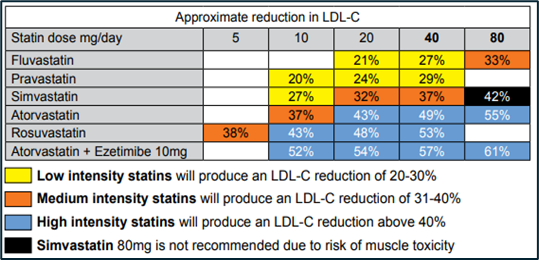 Approximate reduction in LDL-C
Statin dose mg/day 5 10 20 40 80
Fluvastatin 21% 27% 33%
Pravastatin 20% 24% 29%
Simvastatin 27% 32% 37% 42%
Atorvastatin 37% 43% 49% 55%
Rosuvastatin 38% 43% 48% 53%
Atorvastatin + Ezetimibe 10mg 52% 54% 57% 61%
Low intensity statins will produce an LDL-C reduction of 20-30%
Medium intensity statins will produce an LDL-C reduction of 31-40%
High intensity statins will produce an LDL-C reduction above 40%
Simvastatin 80mg is not recommended due to risk of muscle toxicity